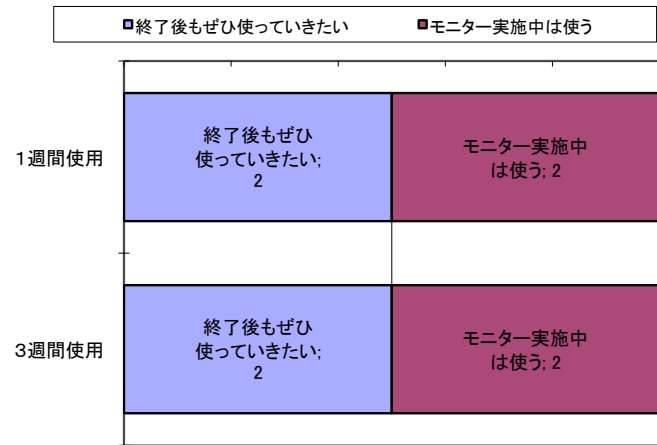 終了後もぜひ使っていきたい モニター実施中は使う
1週間使用
終了後もぜひ
使っていきたい;
2
モニター実施中
は使う; 2
3週間使用
終了後もぜひ
使っていきたい;
2
モニター実施中
は使う; 2